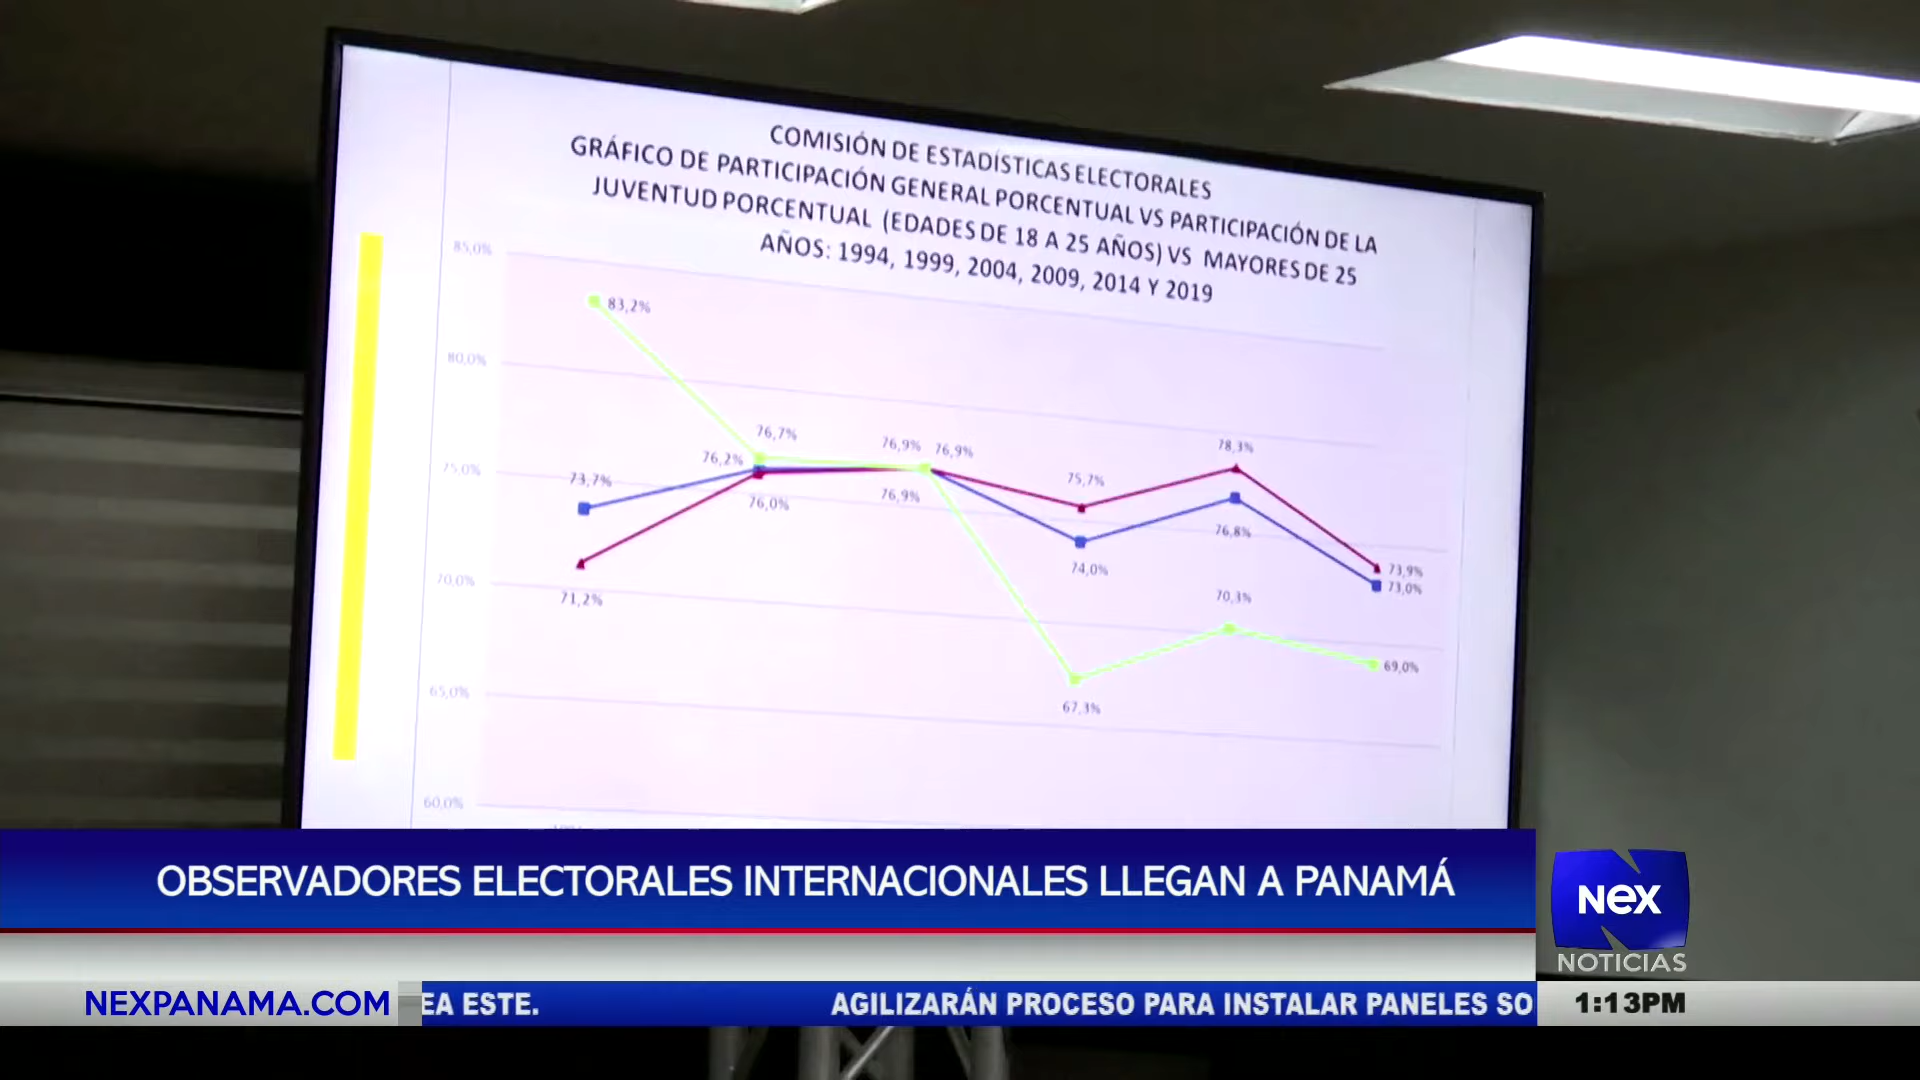 COMISIÓN DE ESTADÍSTICAS ELECTORALES
GRÁFICO DE PARTICIPACIÓN GENERAL PORCENTUAL VS PARTICIPACIÓN DE LA
JUVENTUD PORCENTUAL (EDADES DE 18 A 25 AÑOS) VS MAYORES DE 25
AÑOS: 1994, 1999, 2004, 2009, 2014 Y 2019
85,0%
83,2%
80,0%
76,7%
76,9% 76,9%
78,3%
75,0%
73,7%
76,2%
76,0%
76,9%
75,7%
76,8%
74,0%
73,9%
73,0%
70,0%
71,2%
70,3%
69,0%
65,0%
67,3%
60,0%
OBSERVADORES ELECTORALES INTERNACIONALES LLEGAN A PANAMÁ
Nex
NOTICIAS
NEXPANAMA.COM
EA ESTE. AGILIZARÁN PROCESO PARA INSTALAR PANELES SO
1:13PM